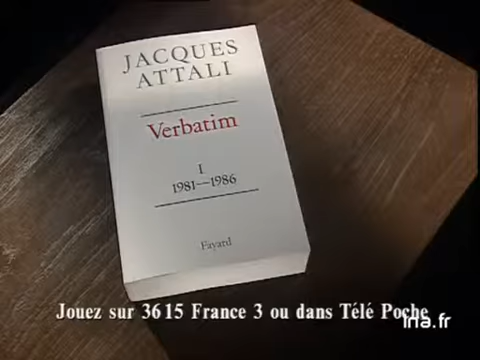 JACQUES
ATTALI
Verbatim
I
1981—1986
Fayard
Jouez sur 3615 France 3 ou dans Télé Poche
ina.fr